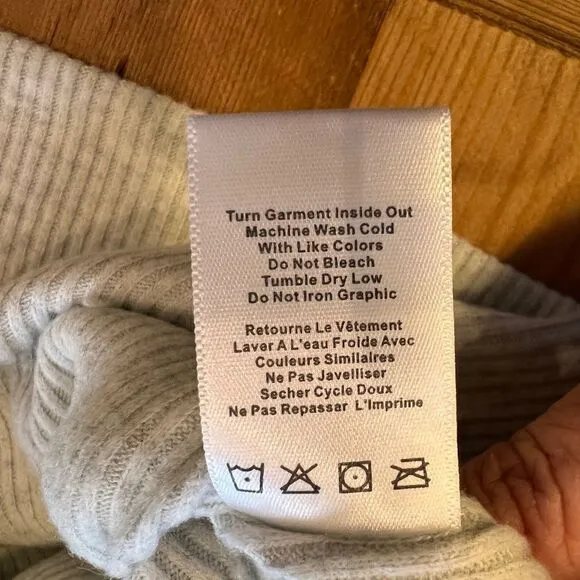 Turn Garment Inside Out
Machine Wash Cold
With Like Colors
Do Not Bleach
Tumble Dry Low
Do Not Iron Graphic
Retourne Le Vêtement
Laver A L'eau Froide Avec
Couleurs Similaires
Ne Pas Javelliser
Secher Cycle Doux
Ne Pas Repassar L'Imprime